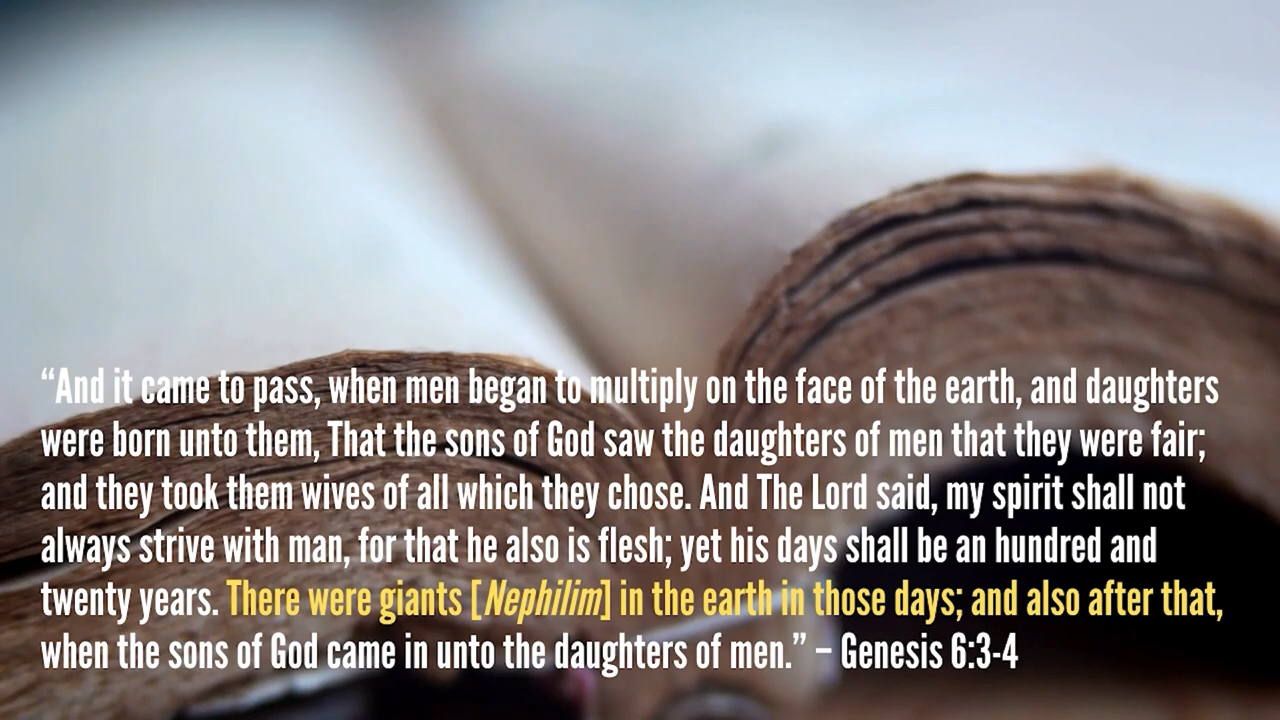 “And it came to pass, when men began to multiply on the face of the earth, and daughters
were born unto them, That the sons of God saw the daughters of men that they were fair;
and they took them wives of all which they chose. And The Lord said, my spirit shall not
always strive with man, for that he also is flesh; yet his days shall be an hundred and
twenty years. There were giants [Nephilim] in the earth in those days; and also after that,
when the sons of God came in unto the daughters of men.” – Genesis 6:3-4